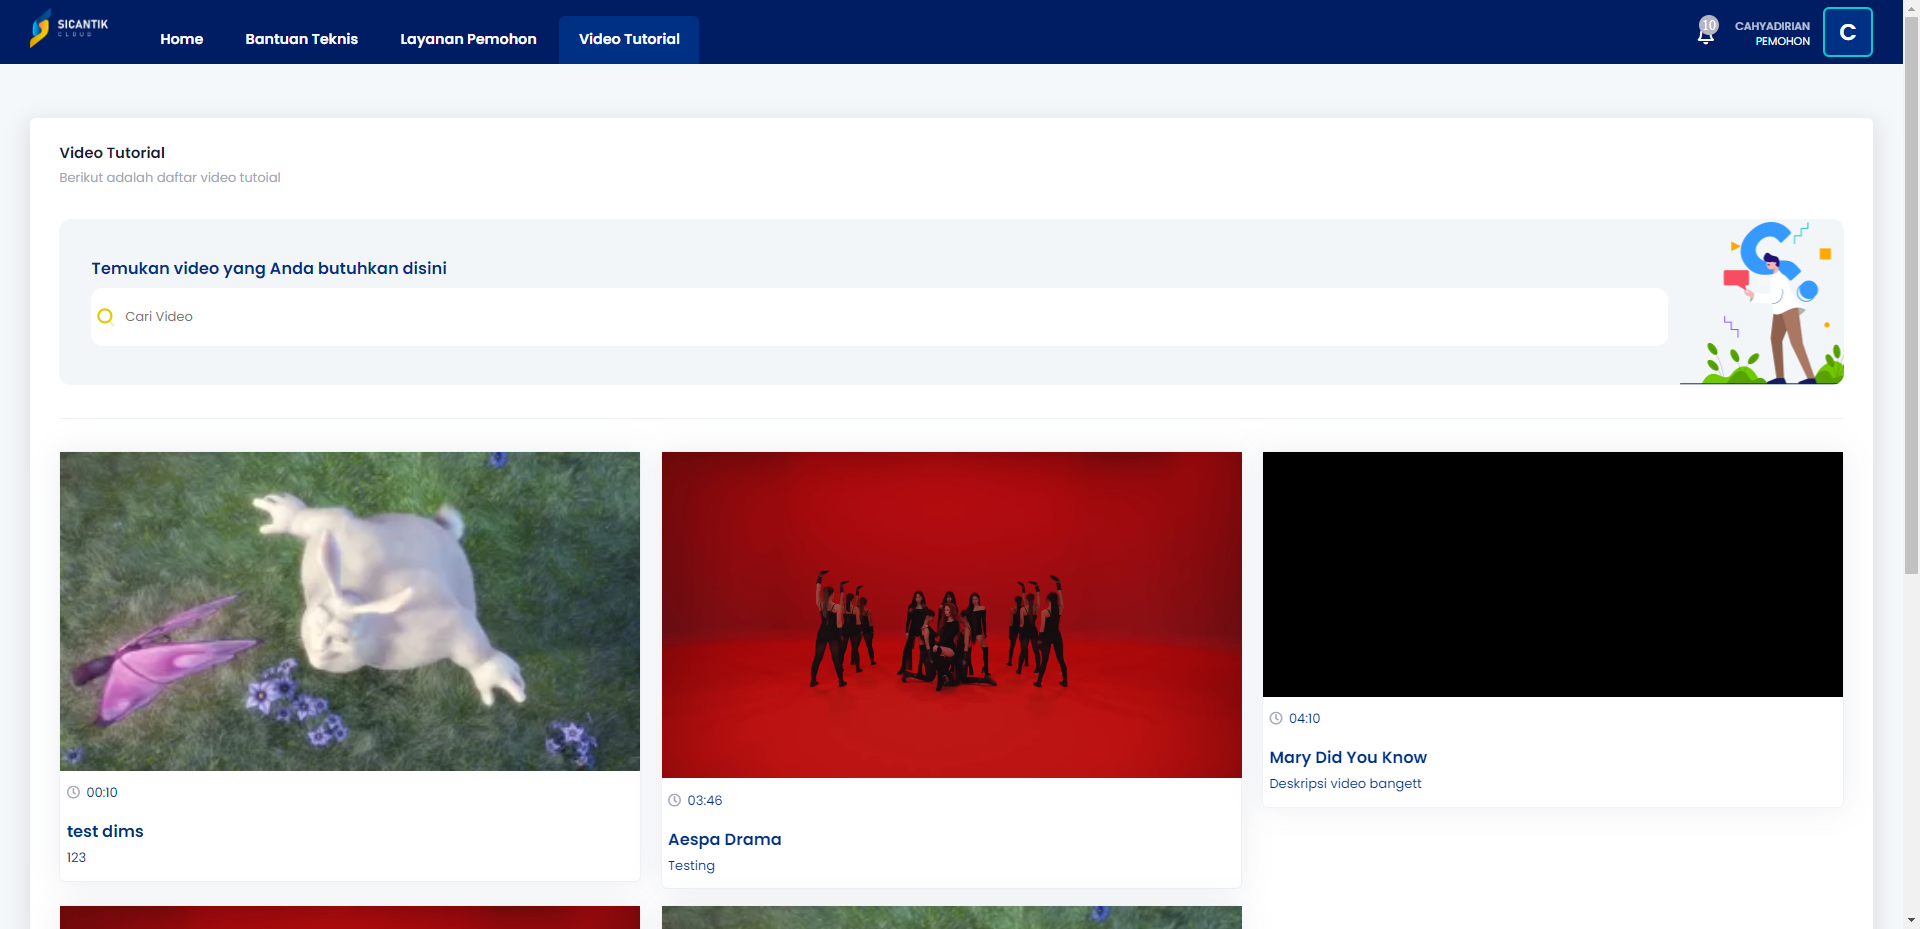 SICANTIK
CLOUD
Home
Bantuan Teknis
Layanan Pemohon
Video Tutorial
10
CAHYADIRIAN
PEMOHON
C
Video Tutorial
Berikut adalah daftar video tutoial
Temukan video yang Anda butuhkan disini
Cari Video
00:10
test dims
123
03:46
Aespa Drama
Testing
04:10
Mary Did You Know
Deskripsi video bangett